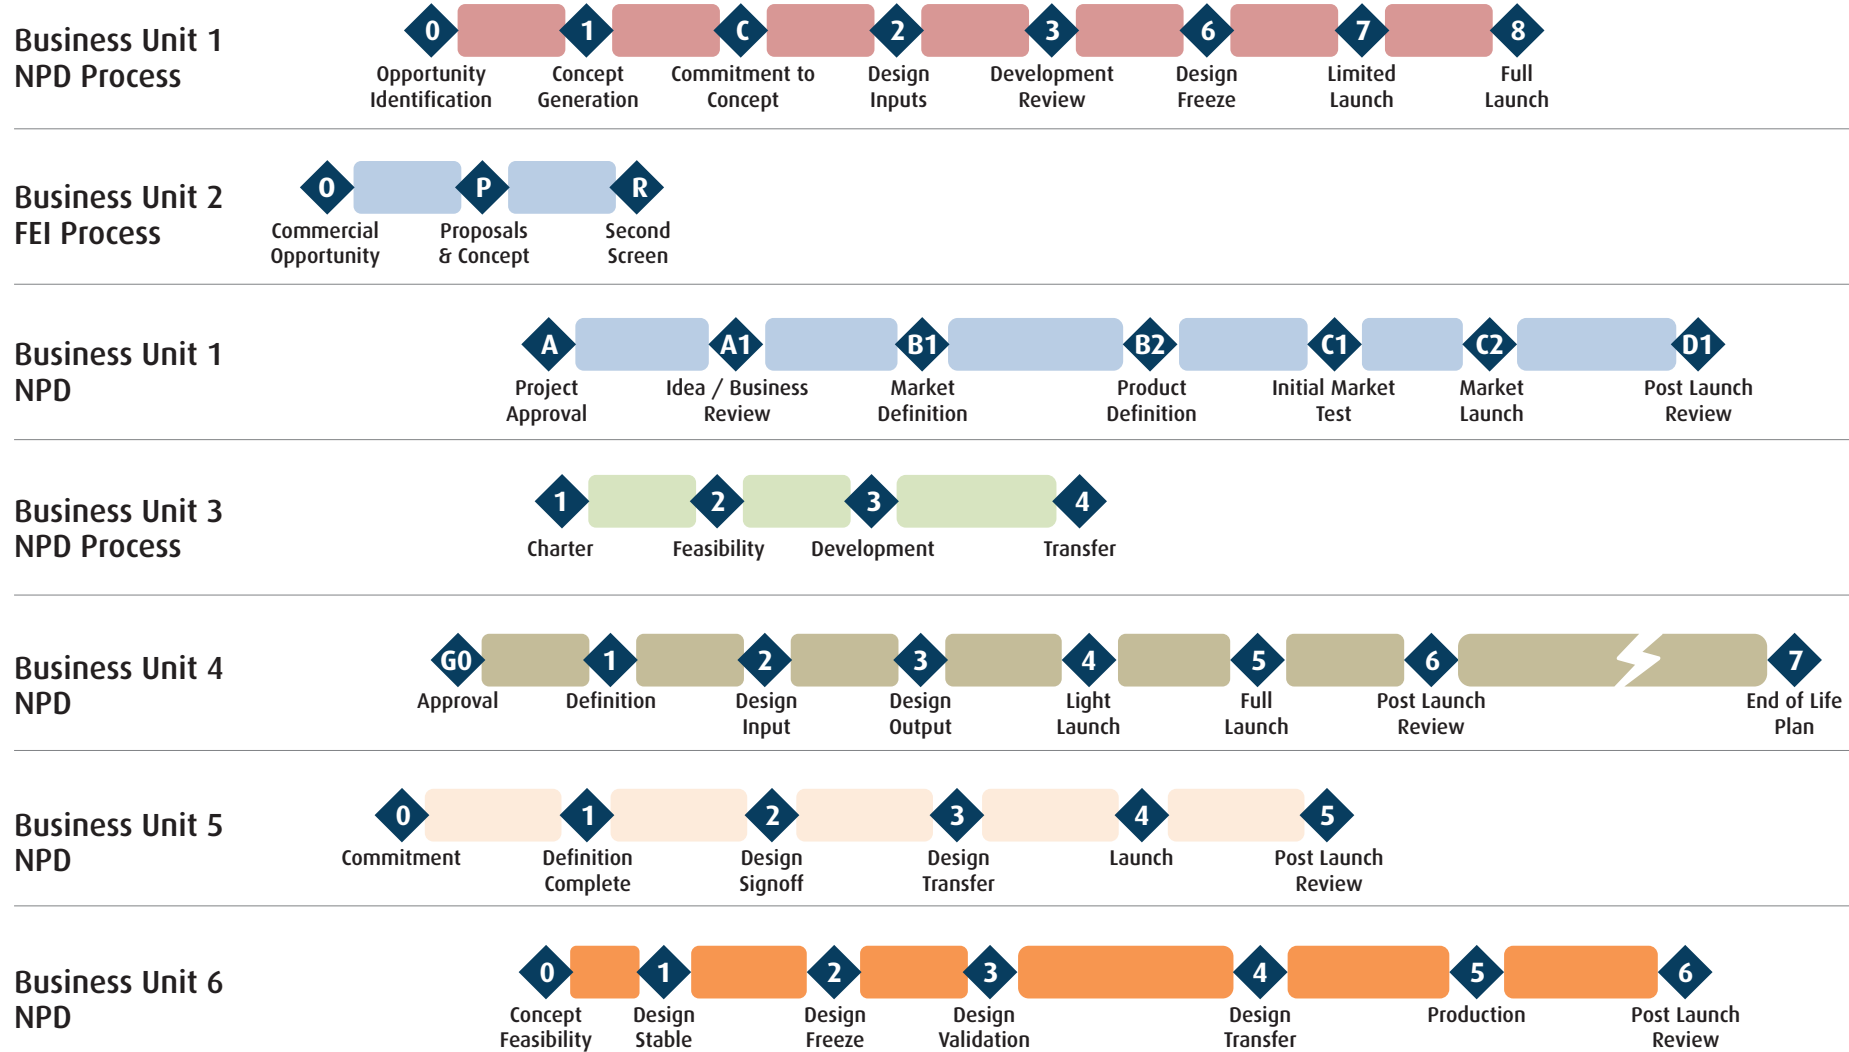 Business Unit 1
NPD Process
0 1 C 2 3 6 7 8
Opportunity Concept Commitment to Design Development Design Limited Full
Identification Generation Concept Inputs Review Freeze Launch Launch
Business Unit 2
FEI Process
0 P R
Commercial Proposals Second
Opportunity & Concept Screen
Business Unit 1
NPD
A A1 B1 B2 C1 C2 D1
Project Idea / Business Market Product Initial Market Market Post Launch
Approval Review Definition Definition Test Launch Review
Business Unit 3
NPD Process
1 2 3 4
Charter Feasibility Development Transfer
Business Unit 4
NPD
G0 1 2 3 4 5 6 7
Approval Definition Design Design Light Full Post Launch End of Life
Input Output Launch Launch Review Plan
Business Unit 5
NPD
0 1 2 3 4 5
Commitment Definition Design Design Launch Post Launch
Complete Signoff Transfer Review
Business Unit 6
NPD
0 1 2 3 4 5 6
Concept Design Design Design Design Production Post Launch
Feasibility Stable Freeze Validation Transfer Review